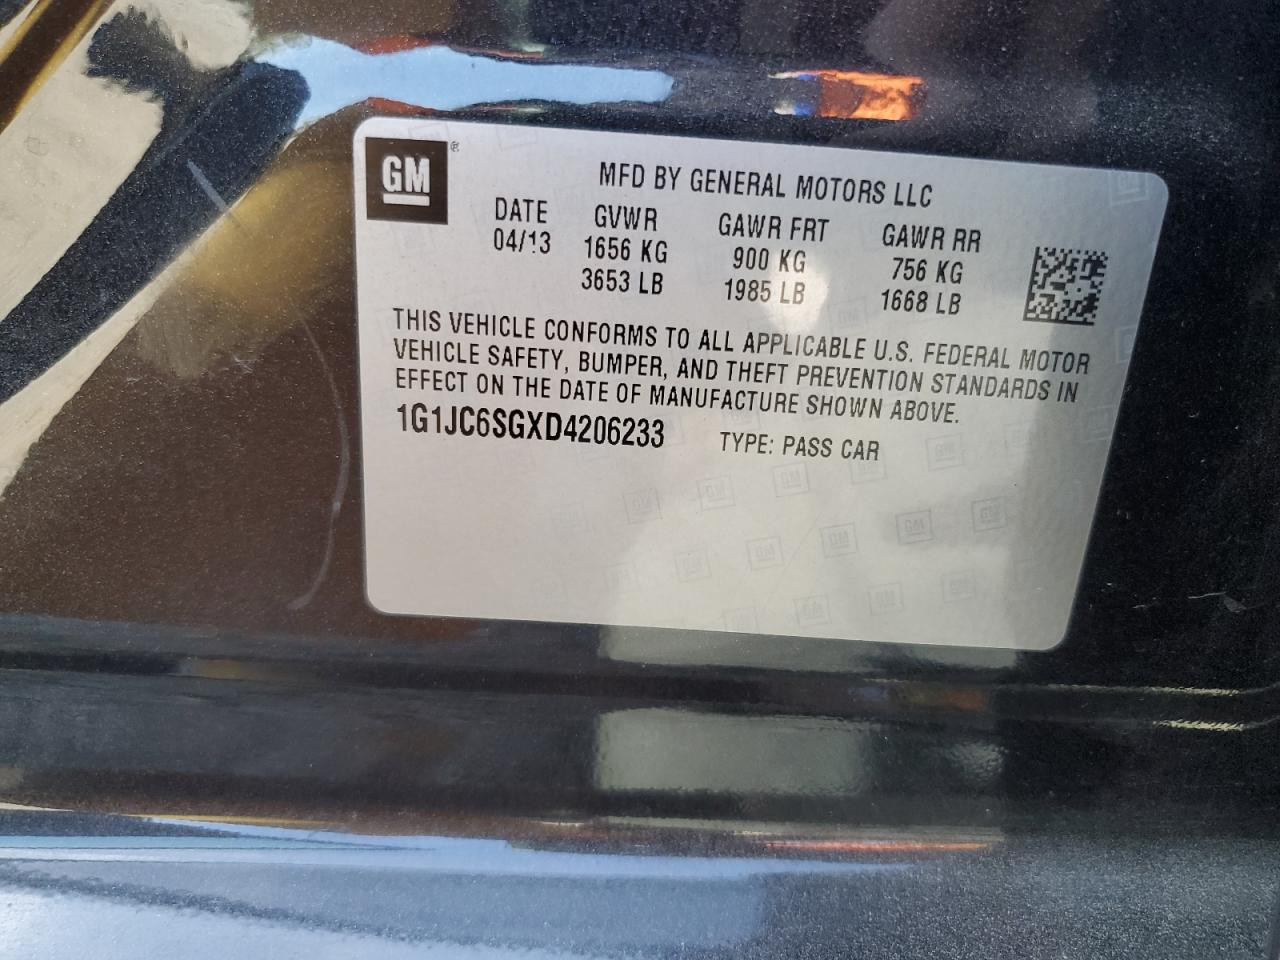 GM®
MFD BY GENERAL MOTORS LLC
DATE GVWR GAWR FRT GAWR RR
04/13 1656 KG 900 KG 756 KG
3653 LB 1985 LB 1668 LB
THIS VEHICLE CONFORMS TO ALL APPLICABLE U.S. FEDERAL MOTOR
VEHICLE SAFETY, BUMPER, AND THEFT PREVENTION STANDARDS IN
EFFECT ON THE DATE OF MANUFACTURE SHOWN ABOVE.
1G1JC6SGXD4206233 TYPE: PASS CAR